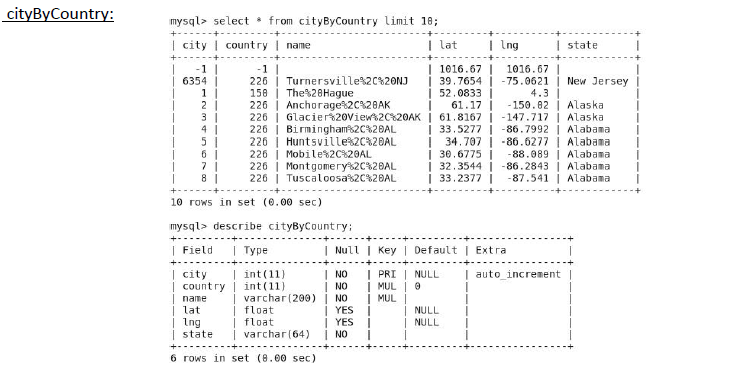 cityByCountry:
mysql> select * from cityByCountry limit 10;
+------+---------+------------------------+---------+----------+------------+
| city | country | name | lat | lng | state |
+------+---------+------------------------+---------+----------+------------+
| -1 | -1 | | 1016.67 | 1016.67 | |
| 6354 | 226 | Turnersville%2C%20NJ | 39.7654 | -75.0621 | New Jersey |
| 1 | 150 | The%20Hague | 52.0833 | 4.3 | |
| 2 | 226 | Anchorage%2C%20AK | 61.17 | -150.02 | Alaska |
| 3 | 226 | Glacier%20View%2C%20AK | 61.8167 | -147.717 | Alaska |
| 4 | 226 | Birmingham%2C%20AL | 33.5277 | -86.7992 | Alabama |
| 5 | 226 | Huntsville%2C%20AL | 34.707 | -86.6277 | Alabama |
| 6 | 226 | Mobile%2C%20AL | 30.6775 | -88.089 | Alabama |
| 7 | 226 | Montgomery%2C%20AL | 32.3544 | -86.2843 | Alabama |
| 8 | 226 | Tuscaloosa%2C%20AL | 33.2377 | -87.541 | Alabama |
+------+---------+------------------------+---------+----------+------------+
10 rows in set (0.00 sec)
mysql> describe cityByCountry;
+---------+--------------+------+-----+---------+----------------+
| Field | Type | Null | Key | Default | Extra |
+---------+--------------+------+-----+---------+----------------+
| city | int(11) | NO | PRI | NULL | auto_increment |
| country | int(11) | NO | MUL | 0 | |
| name | varchar(200) | NO | MUL | | |
| lat | float | YES | | NULL | |
| lng | float | YES | | NULL | |
| state | varchar(64) | NO | | | |
+---------+--------------+------+-----+---------+----------------+
6 rows in set (0.00 sec)